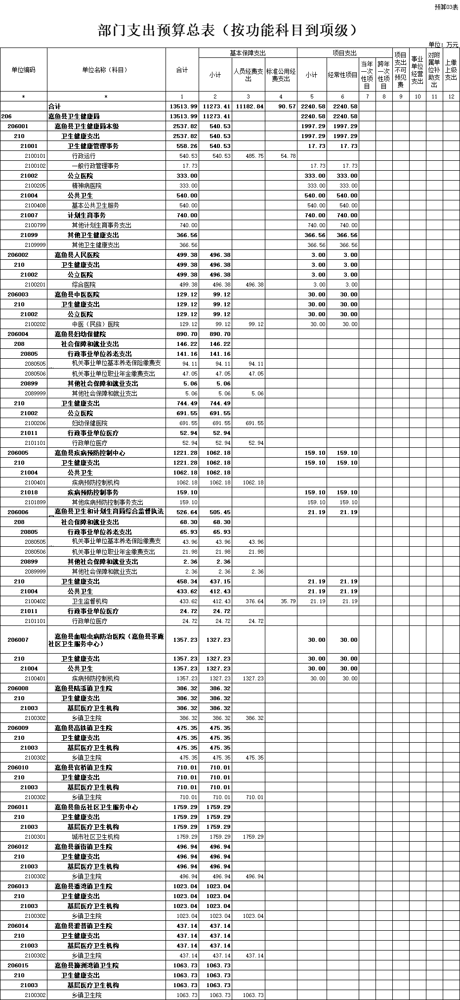 预算03表
部门支出预算总表（按功能科目到项级）
单位：万元
单位编码 单位名称（科目） 合计 基本保障支出 项目支出 项目支出不可预见费 事业单位经营支出 对附属单位补助支出 上缴上级支出
小计 人员经费支出 标准公用经费支出 小计 经常性项目 当年一次性项目 跨年一次性项目
* * 1 2 3 4 5 6 7 8 9 10 11 12
合计 13513.99 11273.41 11182.84 90.57 2240.58 2240.58
206 嘉鱼县卫生健康局 13513.99 11273.41 2240.58 2240.58
206001 嘉鱼县卫生健康局本级 2537.82 540.53 1997.29 1997.29
210 卫生健康支出 2537.82 540.53 1997.29 1997.29
21001 卫生健康管理事务 558.26 540.53 17.73 17.73
2100101 行政运行 540.53 540.53 485.75 54.78
2100102 一般行政管理事务 17.73 17.73 17.73
21002 公立医院 333.00 333.00 333.00
2100205 精神病医院 333.00 333.00 333.00
21004 公共卫生 540.00 540.00 540.00
2100408 基本公共卫生服务 540.00 540.00 540.00
21007 计划生育事务 740.00 740.00 740.00
2100799 其他计划生育事务支出 740.00 740.00 740.00
21099 其他卫生健康支出 366.56 366.56 366.56
2109999 其他卫生健康支出 366.56 366.56 366.56
206002 嘉鱼县人民医院 499.38 496.38 3.00 3.00
210 卫生健康支出 499.38 496.38 3.00 3.00
21002 公立医院 499.38 496.38 3.00 3.00
2100201 综合医院 499.38 496.38 496.38 3.00 3.00
206003 嘉鱼县中医医院 129.12 99.12 30.00 30.00
210 卫生健康支出 129.12 99.12 30.00 30.00
21002 公立医院 129.12 99.12 30.00 30.00
2100202 中医（民族）医院 129.12 99.12 99.12 30.00 30.00
206004 嘉鱼县妇幼保健院 890.70 890.70
208 社会保障和就业支出 146.22 146.22
20805 行政事业单位养老支出 141.16 141.16
2080505 机关事业单位基本养老保险缴费支 94.11 94.11 94.11
2080506 机关事业单位职业年金缴费支出 47.05 47.05 47.05
20899 其他社会保障和就业支出 5.06 5.06
2089999 其他社会保障和就业支出 5.06 5.06 5.06
210 卫生健康支出 744.49 744.49
21002 公立医院 691.55 691.55
2100206 妇幼保健医院 691.55 691.55 691.55
21011 行政事业单位医疗 52.94 52.94
2101101 行政单位医疗 52.94 52.94 52.94
206005 嘉鱼县疾病预防控制中心 1221.28 1062.18 159.10 159.10
210 卫生健康支出 1221.28 1062.18 159.10 159.10
21004 公共卫生 1062.18 1062.18
2100401 疾病预防控制机构 1062.18 1062.18 1062.18
21018 疾病预防控制事务 159.10 159.10 159.10
2101899 其他疾病预防控制事务支出 159.10 159.10 159.10
206006 嘉鱼县卫生和计划生育局综合监督执法 526.64 505.45 21.19 21.19
208 社会保障和就业支出 68.30 68.30
20805 行政事业单位养老支出 65.93 65.93
2080505 机关事业单位基本养老保险缴费支 43.96 43.96 43.96
2080506 机关事业单位职业年金缴费支出 21.98 21.98 21.98
20899 其他社会保障和就业支出 2.36 2.36
2089999 其他社会保障和就业支出 2.36 2.36 2.36
210 卫生健康支出 458.34 437.15 21.19 21.19
21004 公共卫生 433.62 412.43 21.19 21.19
2100402 卫生监督机构 433.62 412.43 376.64 35.79 21.19 21.19
21011 行政事业单位医疗 24.72 24.72
2101101 行政单位医疗 24.72 24.72 24.72
206007 嘉鱼县血吸虫病防治医院（嘉鱼县茶庵社区卫生服务中心） 1357.23 1327.23 30.00 30.00
210 卫生健康支出 1357.23 1327.23 30.00 30.00
21004 公共卫生 1357.23 1327.23 30.00 30.00
2100401 疾病预防控制机构 1357.23 1327.23 1327.23 30.00 30.00
206008 嘉鱼县陆溪镇卫生院 386.32 386.32
210 卫生健康支出 386.32 386.32
21003 基层医疗卫生机构 386.32 386.32
2100302 乡镇卫生院 386.32 386.32 386.32
206009 嘉鱼县高铁镇卫生院 475.35 475.35
210 卫生健康支出 475.35 475.35
21003 基层医疗卫生机构 475.35 475.35
2100302 乡镇卫生院 475.35 475.35 475.35
206010 嘉鱼县官桥镇卫生院 710.01 710.01
210 卫生健康支出 710.01 710.01
21003 基层医疗卫生机构 710.01 710.01
2100302 乡镇卫生院 710.01 710.01 710.01
206011 嘉鱼县鱼岳社区卫生服务中心 1759.29 1759.29
210 卫生健康支出 1759.29 1759.29
21003 基层医疗卫生机构 1759.29 1759.29
2100301 城市社区卫生机构 1759.29 1759.29 1759.29
206012 嘉鱼县新街镇卫生院 496.94 496.94
210 卫生健康支出 496.94 496.94
21003 基层医疗卫生机构 496.94 496.94
2100302 乡镇卫生院 496.94 496.94 496.94
206013 嘉鱼县潘湾镇卫生院 1023.04 1023.04
210 卫生健康支出 1023.04 1023.04
21003 基层医疗卫生机构 1023.04 1023.04
2100302 乡镇卫生院 1023.04 1023.04 1023.04
206014 嘉鱼县渡普镇卫生院 437.14 437.14
210 卫生健康支出 437.14 437.14
21003 基层医疗卫生机构 437.14 437.14
2100302 乡镇卫生院 437.14 437.14 437.14
206015 嘉鱼县簰洲湾镇卫生院 1063.73 1063.73
210 卫生健康支出 1063.73 1063.73
21003 基层医疗卫生机构 1063.73 1063.73
2100302 乡镇卫生院 1063.73 1063.73 1063.73